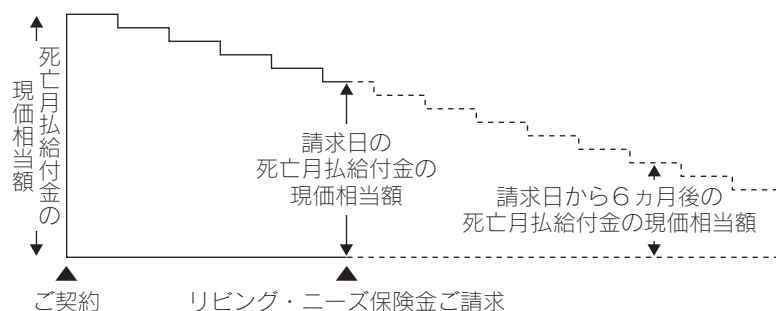 死亡月払給付金の
現価相当額
請求日の
死亡月払給付金の
現価相当額
請求日から6ヵ月後の
死亡月払給付金の現価相当額
ご契約
リビング・ニーズ保険金ご請求